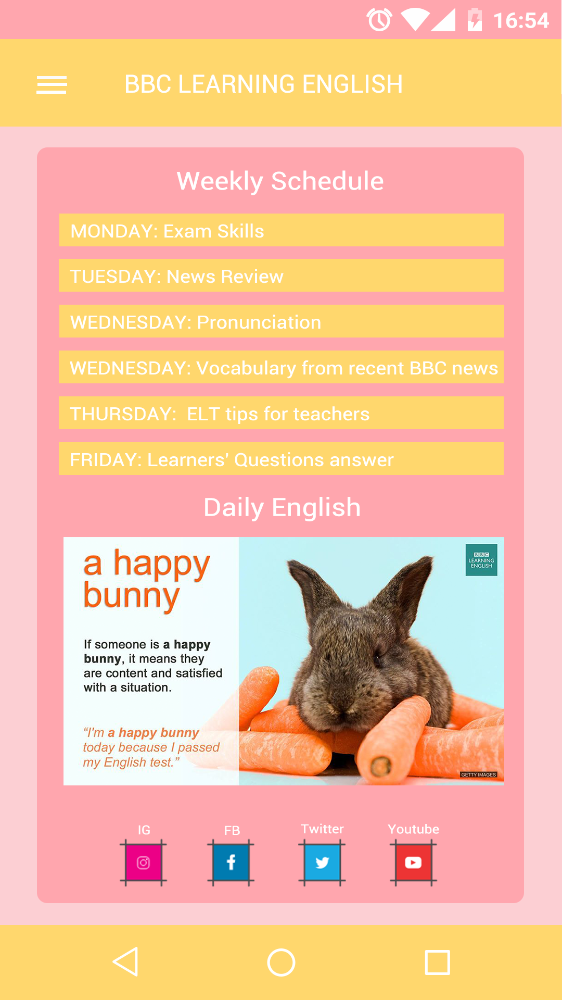 16:54
BBC LEARNING ENGLISH
Weekly Schedule
MONDAY: Exam Skills
TUESDAY: News Review
WEDNESDAY: Pronunciation
WEDNESDAY: Vocabulary from recent BBC news
THURSDAY:  ELT tips for teachers
FRIDAY: Learners' Questions answer
Daily English
a happy
bunny
BBC
LEARNING
ENGLISH
If someone is a happy
bunny, it means they
are content and satisfied
with a situation.
“I'm a happy bunny
today because I passed
my English test.”
GETTY IMAGES
IG FB Twitter Youtube